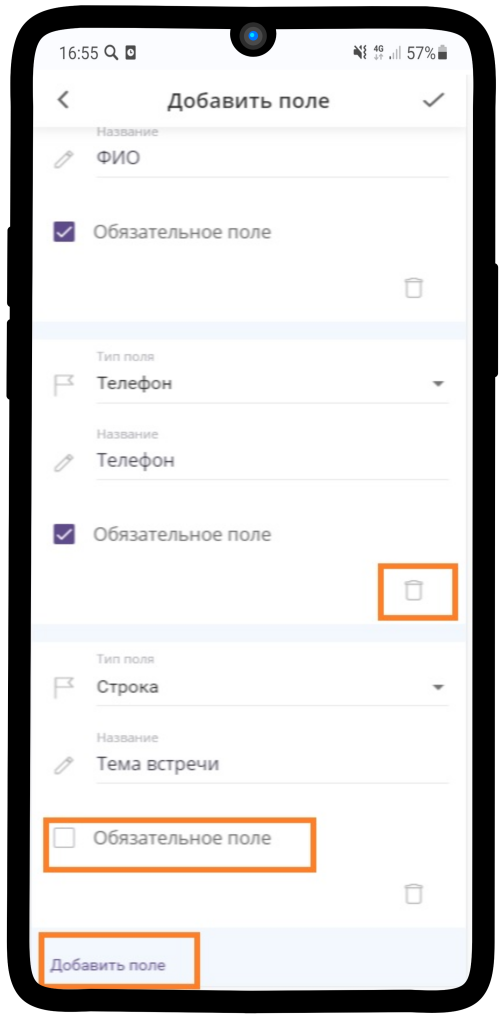 16:55
4G 57%
Добавить поле
Название
ФИО
Обязательное поле
Тип поля
Телефон
Название
Телефон
Обязательное поле
Тип поля
Строка
Название
Тема встречи
Обязательное поле
Добавить поле